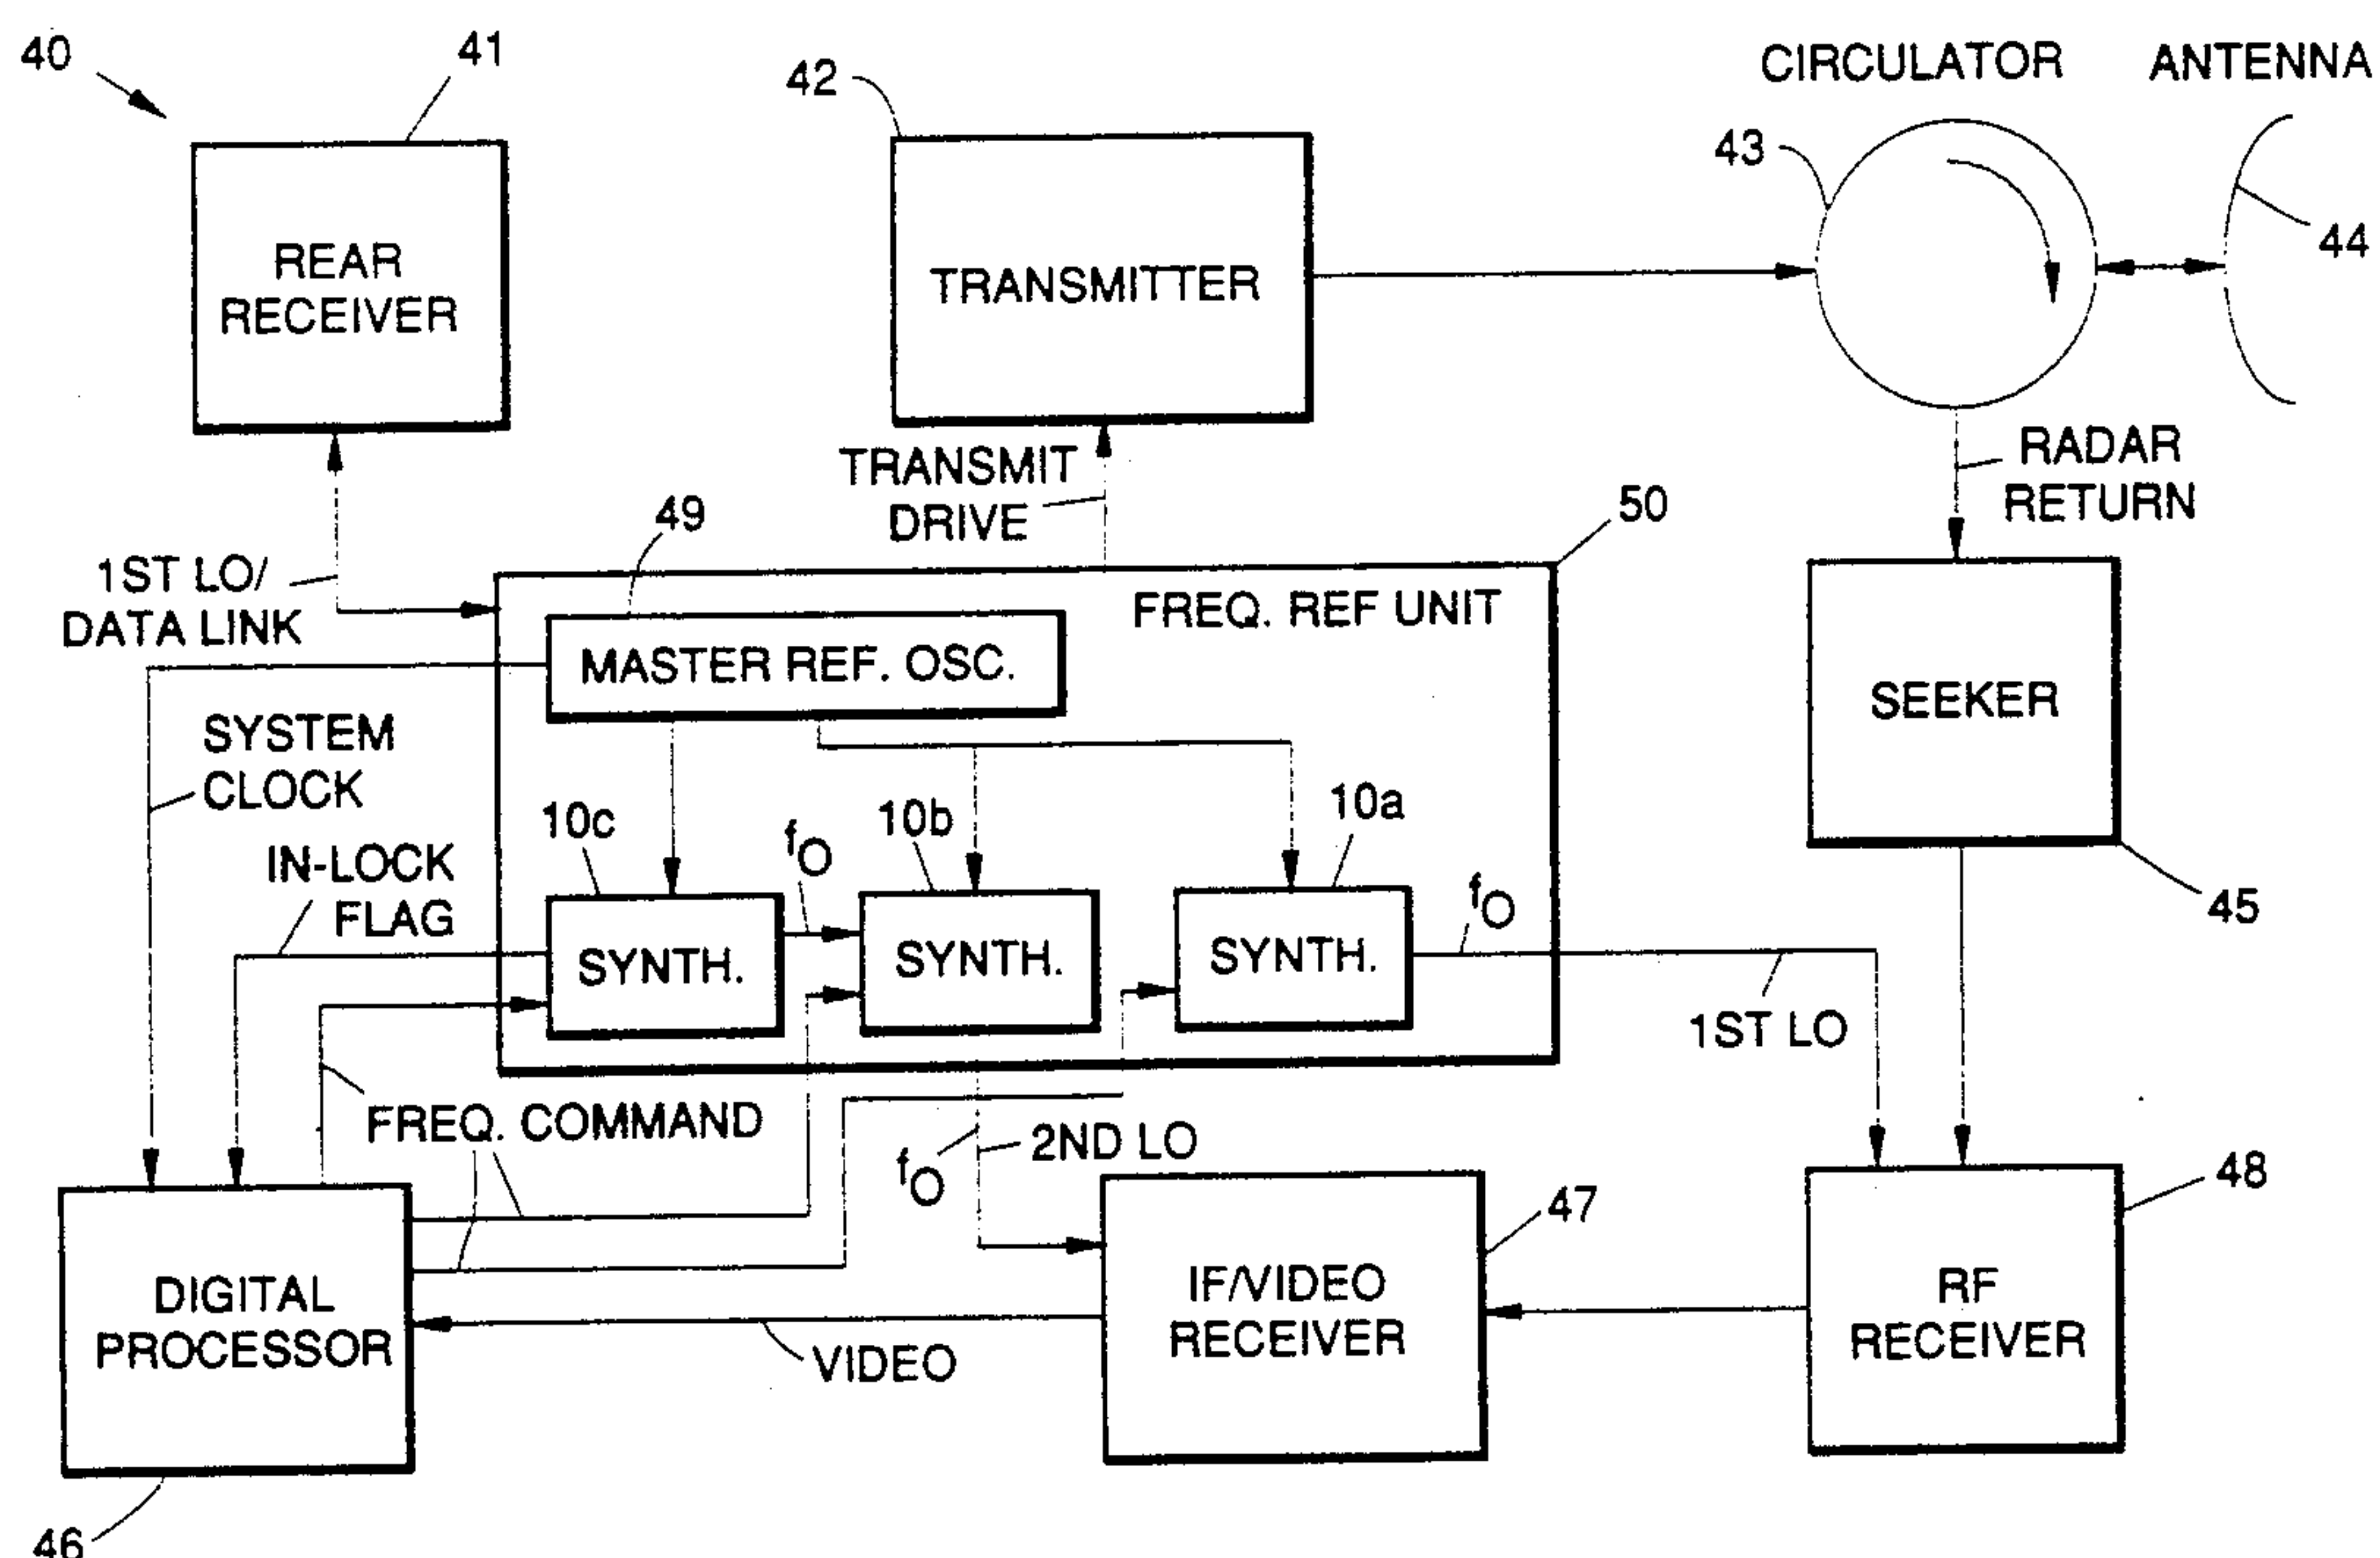 40
41
42
CIRCULATOR
ANTENNA
43
44
REAR
RECEIVER
TRANSMITTER
RADAR
RETURN
TRANSMIT
DRIVE
49
50
1ST LO/
DATA LINK
FREQ. REF UNIT
MASTER REF. OSC.
SEEKER
SYSTEM
CLOCK
10c
fO
10b
10a
IN-LOCK
FLAG
fO
45
SYNTH.
SYNTH.
SYNTH.
1ST LO
FREQ. COMMAND
fO
2ND LO
47
48
DIGITAL
PROCESSOR
IF/VIDEO
RECEIVER
RF
RECEIVER
VIDEO
46